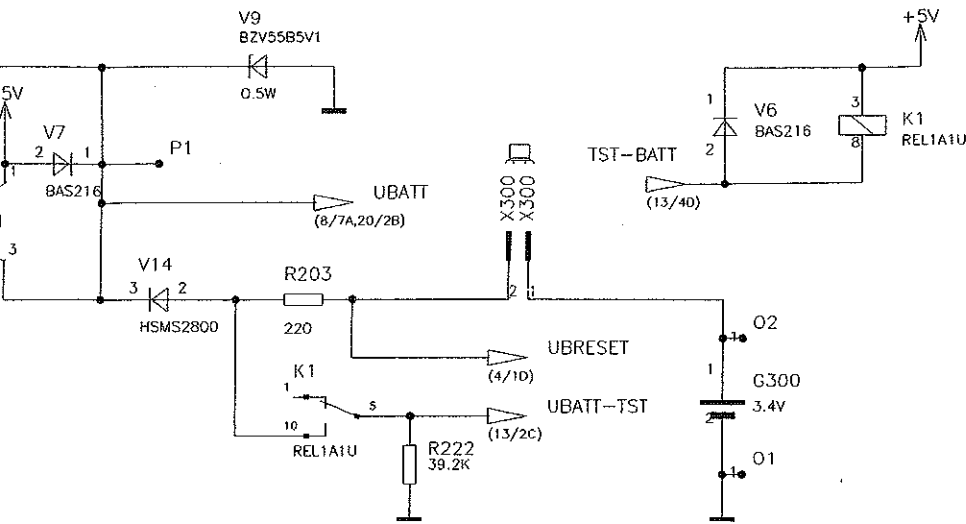 V9
BZV55B5V1
0.5W
+5V
5V
V7
2
1
1
BAS216
P1
3
UBATT
(8/7A,20/2B)
X300
X300
TST-BATT
(13/4D)
1
2
V6
BAS216
3
8
K1
REL1A1U
V14
3
2
HSMS2800
R203
220
2
1
UBRESET
(4/1D)
K1
1
5
10
REL1A1U
UBATT-TST
(13/2C)
R222
39.2K
O2
1
1
G300
3.4V
2
O1
1